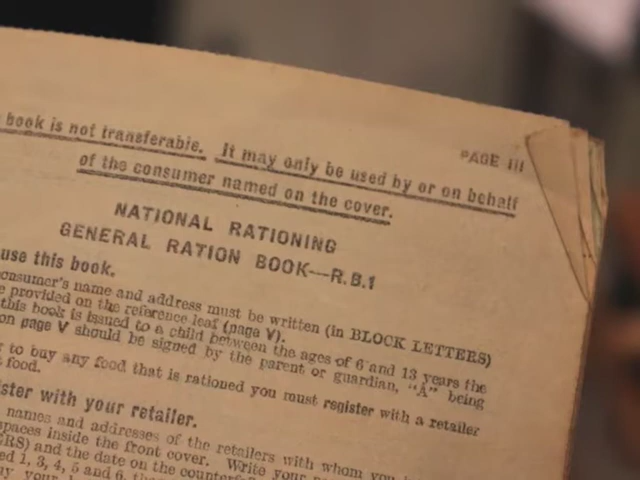 book is not transferable. It may only be used by or on behalf
PAGE III
of the consumer named on the cover.
NATIONAL RATIONING
GENERAL RATION BOOK—R.B.1
use this book.
consumer's name and address must be written (in BLOCK LETTERS)
provided on the reference leaf (page V).
this book is issued to a child between the ages of 6 and 13 years the
on page V should be signed by the parent or guardian, "A" being
to buy any food that is rationed you must register with a retailer
food.
with your retailer.
names and addresses of the retailers with whom you
spaces inside the front cover. Write your
and the date on the
1, 3, 4, 5 and 6,